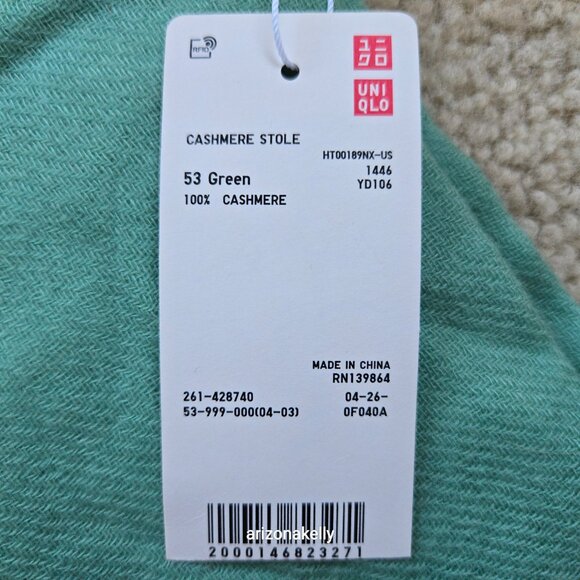 RFID
ユニ
クロ
UNI
QLO
CASHMERE STOLE
HT00189NX-US
53 Green
1446
YD106
100% CASHMERE
MADE IN CHINA
RN139864
261-428740
04-26-
53-999-000(04-03)
0F040A
arizonakelly
2000146823271